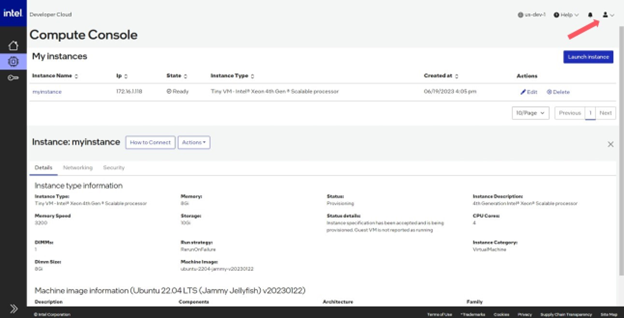 intel
Developer Cloud
us-dev-1
Help
Compute Console
My instances
Launch instance
Instance Name Ip State Instance Type Created at Actions
myinstance 172.16.1.118 Ready Tiny VM - Intel® Xeon 4th Gen ® Scalable processor 06/19/2023 4:05 pm Edit Delete
10/Page Previous 1 Next
Instance: myinstance How to Connect Actions
Details Networking Security
Instance type information
Instance Type: Memory: Status: Instance Description:
Tiny VM - Intel® Xeon 4th Gen ® Scalable processor 8Gi Provisioning 4th Generation Intel® Xeon® Scalable processor
Memory Speed Storage: Status details: CPU Cores:
3200 10Gi Instance specification has been accepted and is being 4
provisioned. Guest VM is not reported as running
DIMMs: Run strategy: Instance Category:
1 RerunOnFailure VirtualMachine
Dimm Size: Machine Image:
8Gi ubuntu-2204-jammy-v20230122
Machine image information (Ubuntu 22.04 LTS (Jammy Jellyfish) v20230122)
Description Components Architecture Family
© Intel Corporation Terms of Use *Trademarks Cookies Privacy Supply Chain Transparency Site Map